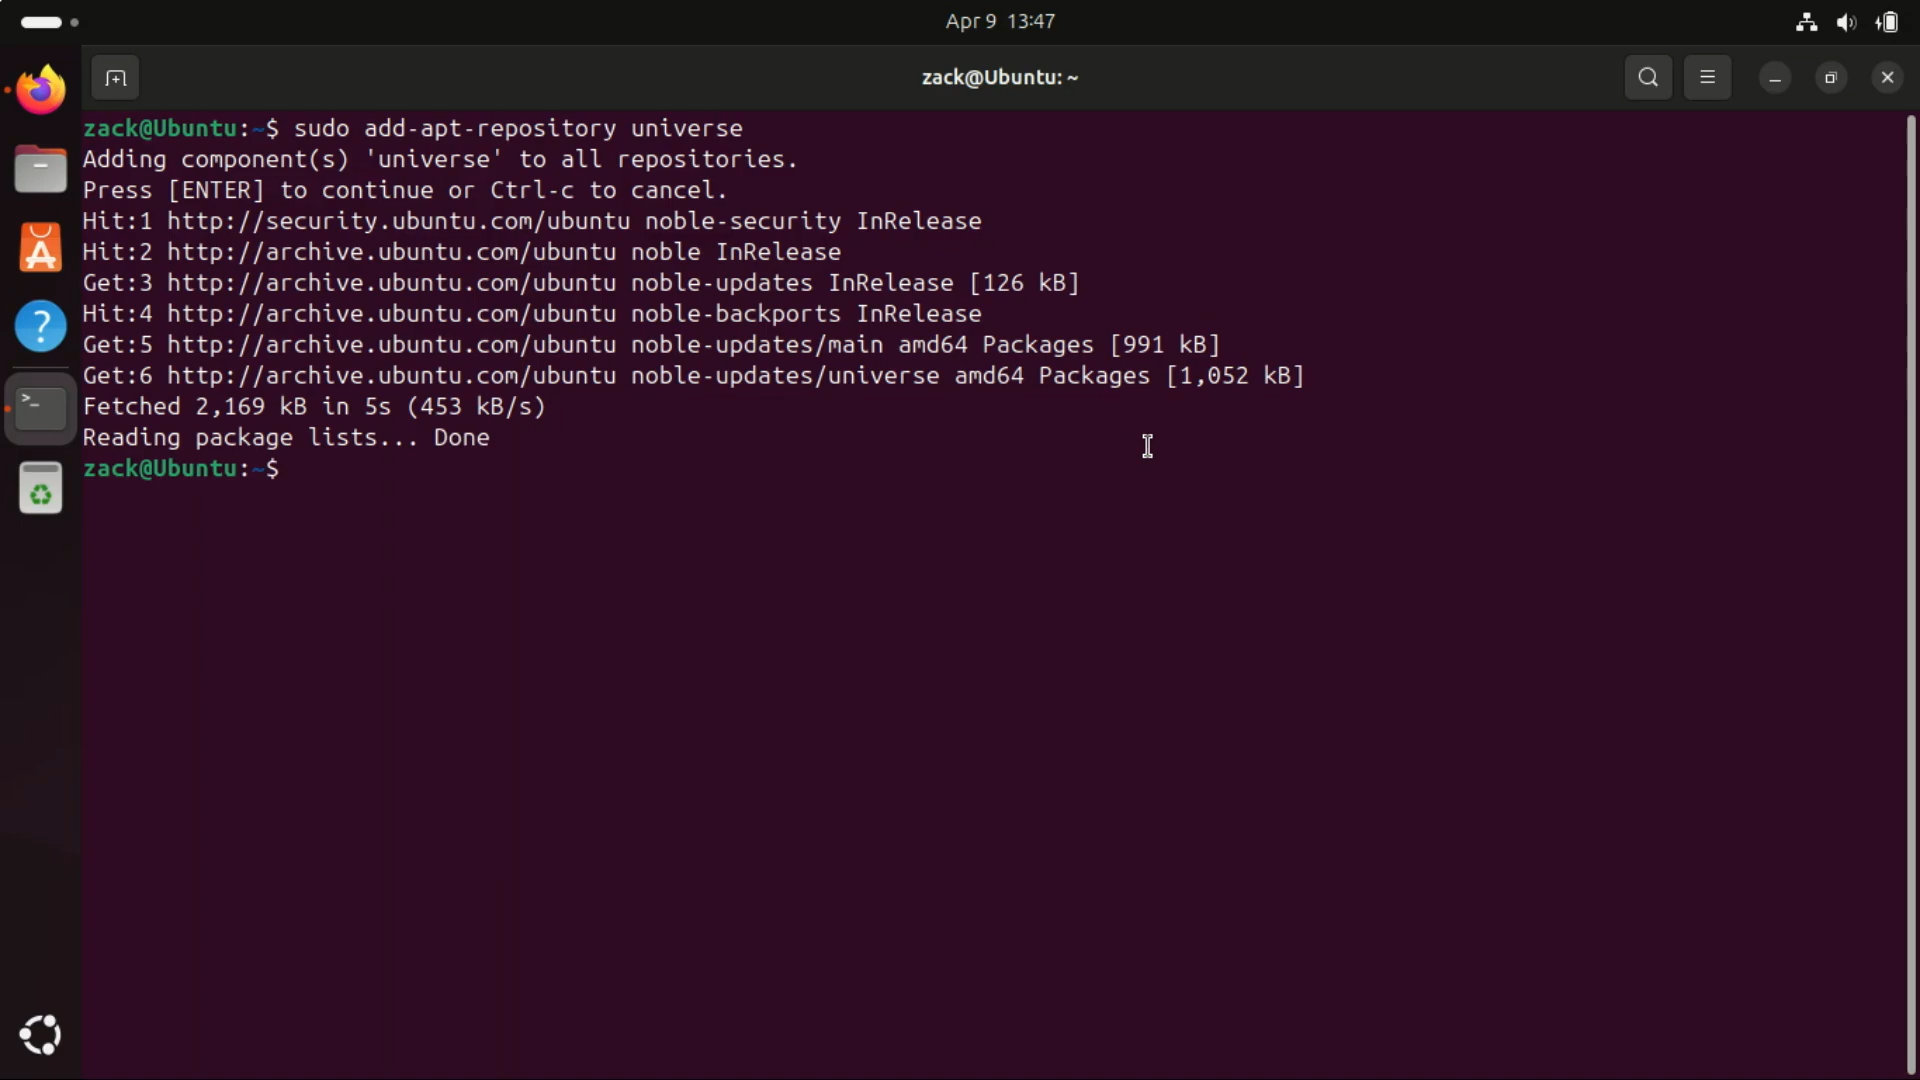 Apr 9 13:47
zack@Ubuntu: ~
zack@Ubuntu:~$ sudo add-apt-repository universe
Adding component(s) 'universe' to all repositories.
Press [ENTER] to continue or Ctrl-c to cancel.
Hit:1 http://security.ubuntu.com/ubuntu noble-security InRelease
Hit:2 http://archive.ubuntu.com/ubuntu noble InRelease
Get:3 http://archive.ubuntu.com/ubuntu noble-updates InRelease [126 kB]
Hit:4 http://archive.ubuntu.com/ubuntu noble-backports InRelease
Get:5 http://archive.ubuntu.com/ubuntu noble-updates/main amd64 Packages [991 kB]
Get:6 http://archive.ubuntu.com/ubuntu noble-updates/universe amd64 Packages [1,052 kB]
Fetched 2,169 kB in 5s (453 kB/s)
Reading package lists... Done
zack@Ubuntu:~$